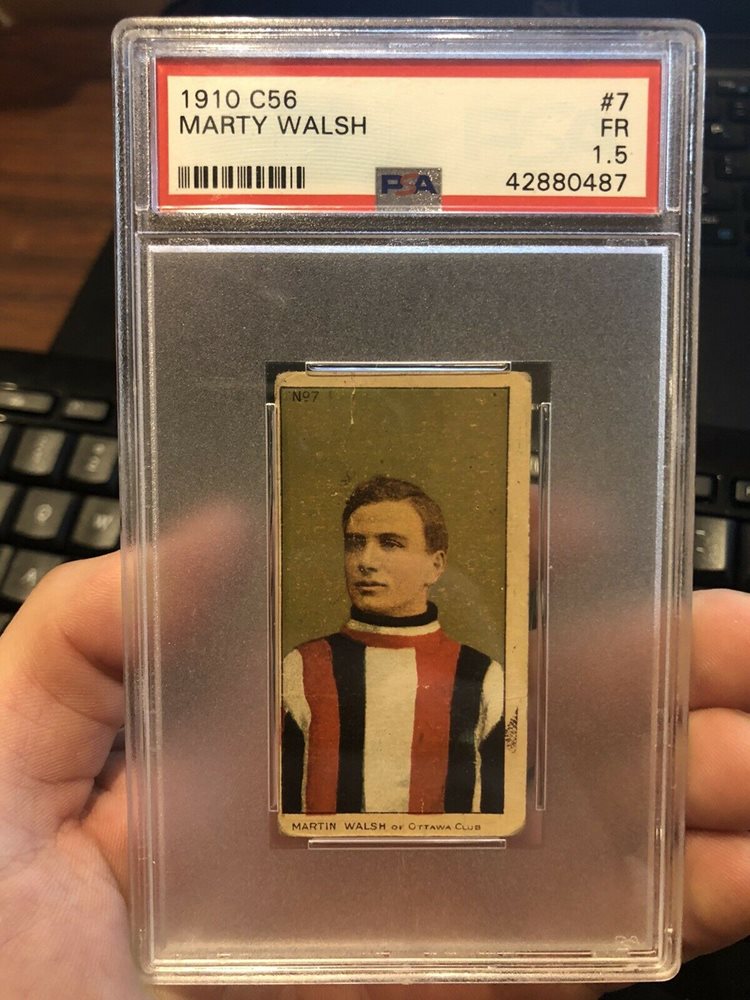 1910 C56 #7
MARTY WALSH FR
1.5
PSA 42880487
Nº7
MARTIN WALSH OF OTTAWA CLUB